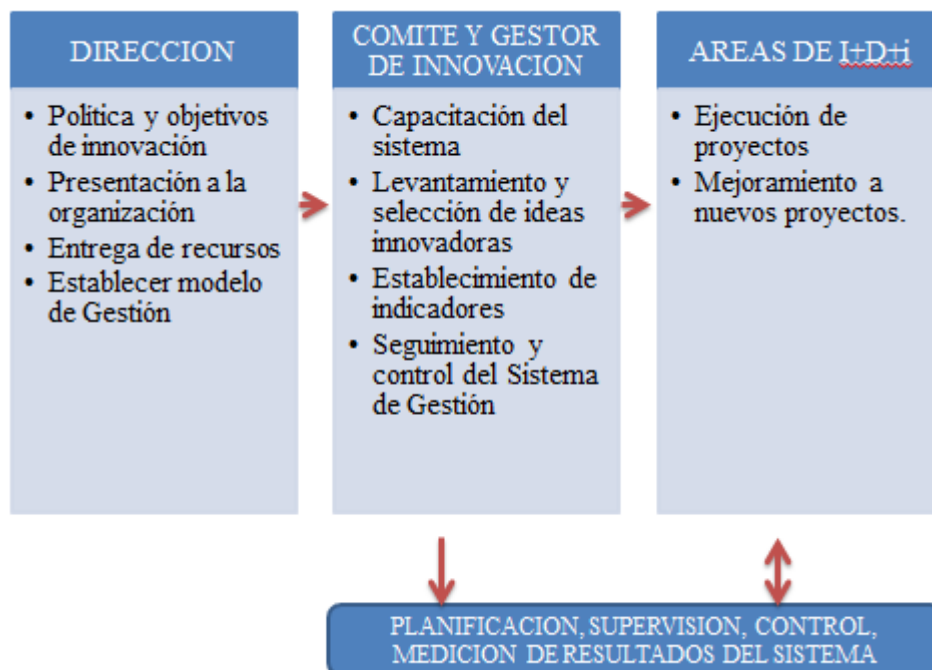 DIRECCION
• Política y objetivos
de innovación
• Presentación a la
organización
• Entrega de recursos
• Establecer modelo
de Gestión
COMITE Y GESTOR
DE INNOVACION
• Capacitación del
sistema
• Levantamiento y
selección de ideas
innovadoras
• Establecimiento de
indicadores
• Seguimiento y
control del Sistema
de Gestión
AREAS DE I+D+i
• Ejecución de
proyectos
• Mejoramiento a
nuevos proyectos.
PLANIFICACION, SUPERVISION, CONTROL,
MEDICION DE RESULTADOS DEL SISTEMA